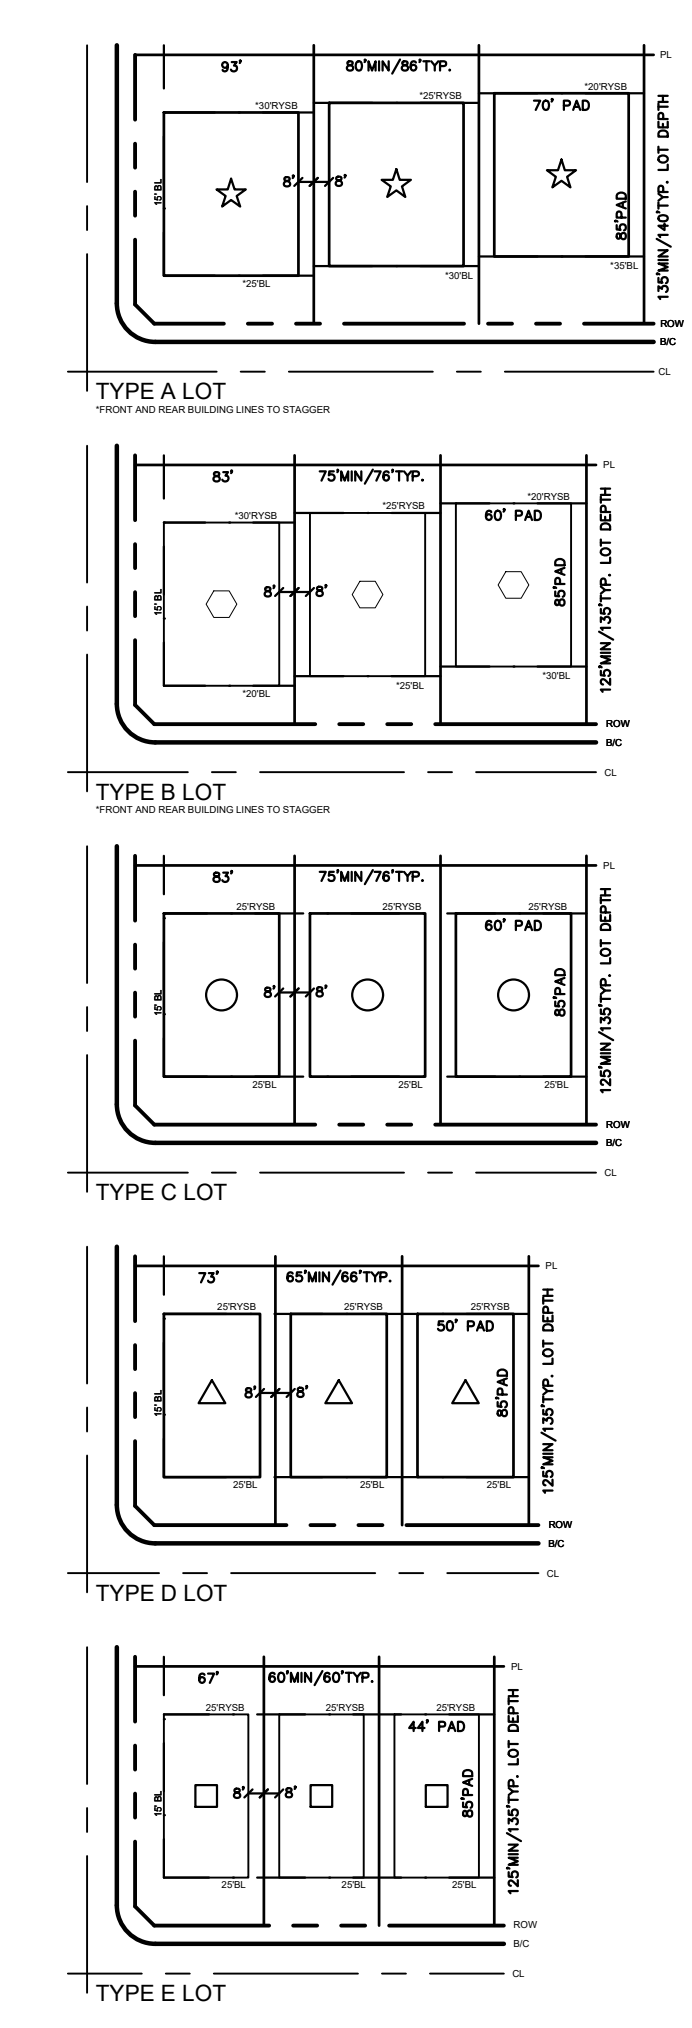 PL
93' 80'MIN/86'TYP.
*30'RYSB *25'RYSB *20'RYSB
70' PAD
15' BL
8' 8'
85'PAD
135'MIN/140'TYP. LOT DEPTH
*25'BL *30'BL *35'BL
ROW
B/C
CL
TYPE A LOT
*FRONT AND REAR BUILDING LINES TO STAGGER
PL
83' 75'MIN/76'TYP.
*30'RYSB *25'RYSB *20'RYSB
60' PAD
15' BL
8' 8'
85'PAD
125'MIN/135'TYP. LOT DEPTH
*20'BL *25'BL *30'BL
ROW
B/C
CL
TYPE B LOT
*FRONT AND REAR BUILDING LINES TO STAGGER
PL
83' 75'MIN/76'TYP.
25'RYSB 25'RYSB 25'RYSB
60' PAD
15' BL
8' 8'
85'PAD
125'MIN/135'TYP. LOT DEPTH
25'BL 25'BL 25'BL
ROW
B/C
CL
TYPE C LOT
PL
73' 65'MIN/66'TYP.
25'RYSB 25'RYSB 25'RYSB
50' PAD
15' BL
8' 8'
85'PAD
125'MIN/135'TYP. LOT DEPTH
25'BL 25'BL 25'BL
ROW
B/C
CL
TYPE D LOT
PL
67' 60'MIN/60'TYP.
25'RYSB 25'RYSB 25'RYSB
44' PAD
15' BL
8' 8'
85'PAD
125'MIN/135'TYP. LOT DEPTH
25'BL 25'BL 25'BL
ROW
B/C
CL
TYPE E LOT